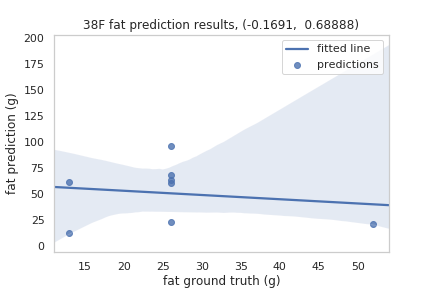 38F fat prediction results, (-0.1691,  0.68888)
200
175
150
125
100
75
50
25
0
fat prediction (g)
fitted line
predictions
15 20 25 30 35 40 45 50
fat ground truth (g)